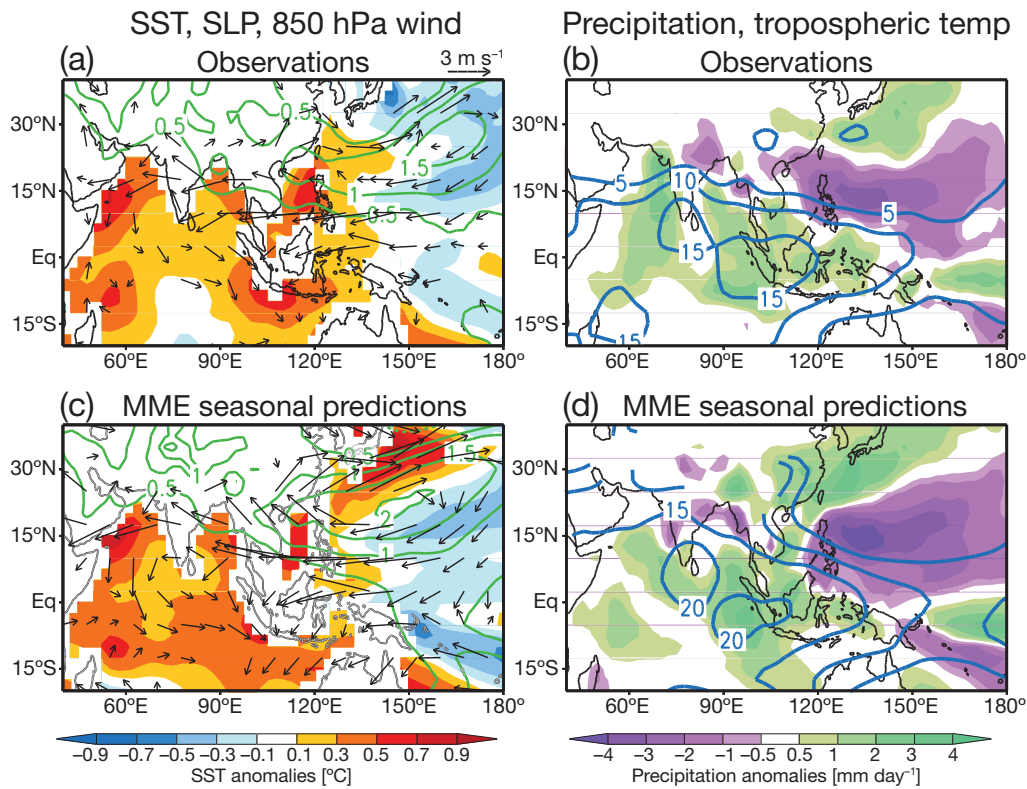 SST, SLP, 850 hPa wind
Precipitation, tropospheric temp
(a)
Observations
3 m s⁻¹
(b)
Observations
30ºN
15ºN
Eq
15ºS
0.5
0.5
1.5
1
0.5
5
10
5
15
15
15
60ºE
90ºE
120ºE
150ºE
180º
60ºE
90ºE
120ºE
150ºE
180º
(c)
MME seasonal predictions
(d)
MME seasonal predictions
30ºN
15ºN
Eq
15ºS
30ºN
15ºN
Eq
15ºS
0.5
1
0.5
1.5
2
1
15
20
20
60ºE
90ºE
120ºE
150ºE
180º
60ºE
90ºE
120ºE
150ºE
180º
−0.9 −0.7 −0.5 −0.3 −0.1 0.1 0.3 0.5 0.7 0.9
SST anomalies [ºC]
−4 −3 −2 −1 −0.5 0.5 1 2 3 4
Precipitation anomalies [mm day⁻¹]